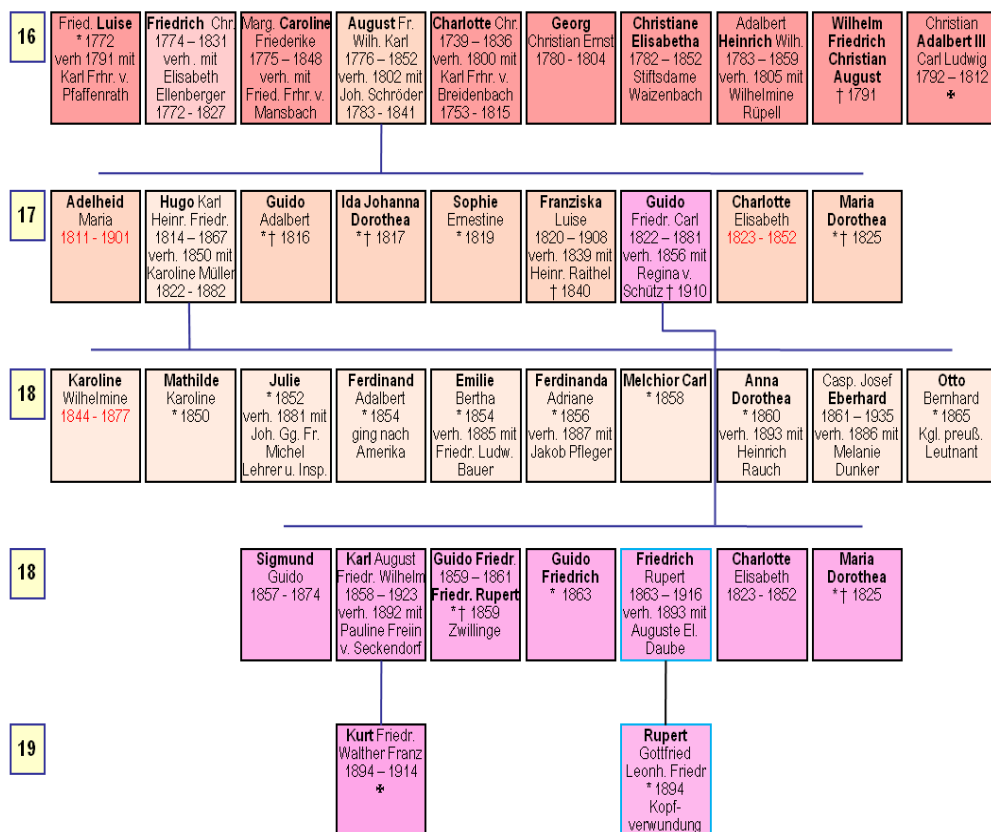 16
Fried. Luise
* 1772
verh 1791 mit
Karl Frhr. v.
Pfaffenrath
Friedrich Chr.
1774 – 1831
verh. . mit
Elisabeth
Ellenberger
1772 - 1827
Marg. Caroline
Friederike
1775 – 1848
verh. mit
Fried. Frhr. v.
Mansbach
August Fr.
Wilh. Karl
1776 – 1852
verh. 1802 mit
Joh. Schröder
1783 - 1841
Charlotte Chr.
1739 – 1836
verh. 1800 mit
Karl Frhr. v.
Breidenbach
1753 - 1815
Georg
Christian Ernst
1780 - 1804
Christiane
Elisabetha
1782 – 1852
Stiftsdame
Waizenbach
Adalbert
Heinrich Wilh.
1783 – 1859
verh. 1805 mit
Wilhelmine
Rüpell
Wilhelm
Friedrich
Christian
August
† 1791
Christian
Adalbert III
Carl Ludwig
1792 – 1812
✠
17
Adelheid
Maria
1811 - 1901
Hugo Karl
Heinr. Friedr.
1814 – 1867
verh. 1850 mit
Karoline Müller
1822 - 1882
Guido
Adalbert
*† 1816
Ida Johanna
Dorothea
*† 1817
Sophie
Ernestine
* 1819
Franziska
Luise
1820 – 1908
verh. 1839 mit
Heinr. Raithel
† 1840
Guido
Friedr. Carl
1822 – 1881
verh. 1856 mit
Regina v.
Schütz † 1910
Charlotte
Elisabeth
1823 - 1852
Maria
Dorothea
*† 1825
18
Karoline
Wilhelmine
1844 - 1877
Mathilde
Karoline
* 1850
Julie
* 1852
verh. 1881 mit
Joh. Gg. Fr.
Michel
Lehrer u. Insp.
Ferdinand
Adalbert
* 1854
ging nach
Amerika
Emilie
Bertha
* 1854
verh. 1885 mit
Friedr. Ludw.
Bauer
Ferdinanda
Adriane
* 1856
verh. 1887 mit
Jakob Pfleger
Melchior Carl
* 1858
Anna
Dorothea
* 1860
verh. 1893 mit
Heinrich
Rauch
Casp. Josef
Eberhard
1861 – 1935
verh. 1886 mit
Melanie
Dunker
Otto
Bernhard
* 1865
Kgl. preuß.
Leutnant
18
Sigmund
Guido
1857 - 1874
Karl August
Friedr. Wilhelm
1858 – 1923
verh. 1892 mit
Pauline Freiin
v. Seckendorf
Guido Friedr.
1859 – 1861
Friedr. Rupert
*† 1859
Zwillinge
Guido
Friedrich
* 1863
Friedrich
Rupert
1863 – 1916
verh. 1893 mit
Auguste El.
Daube
Charlotte
Elisabeth
1823 - 1852
Maria
Dorothea
*† 1825
19
Kurt Friedr.
Walther Franz
1894 – 1914
✠
Rupert
Gottfried
Leonh. Friedr
* 1894
Kopf-
verwundung